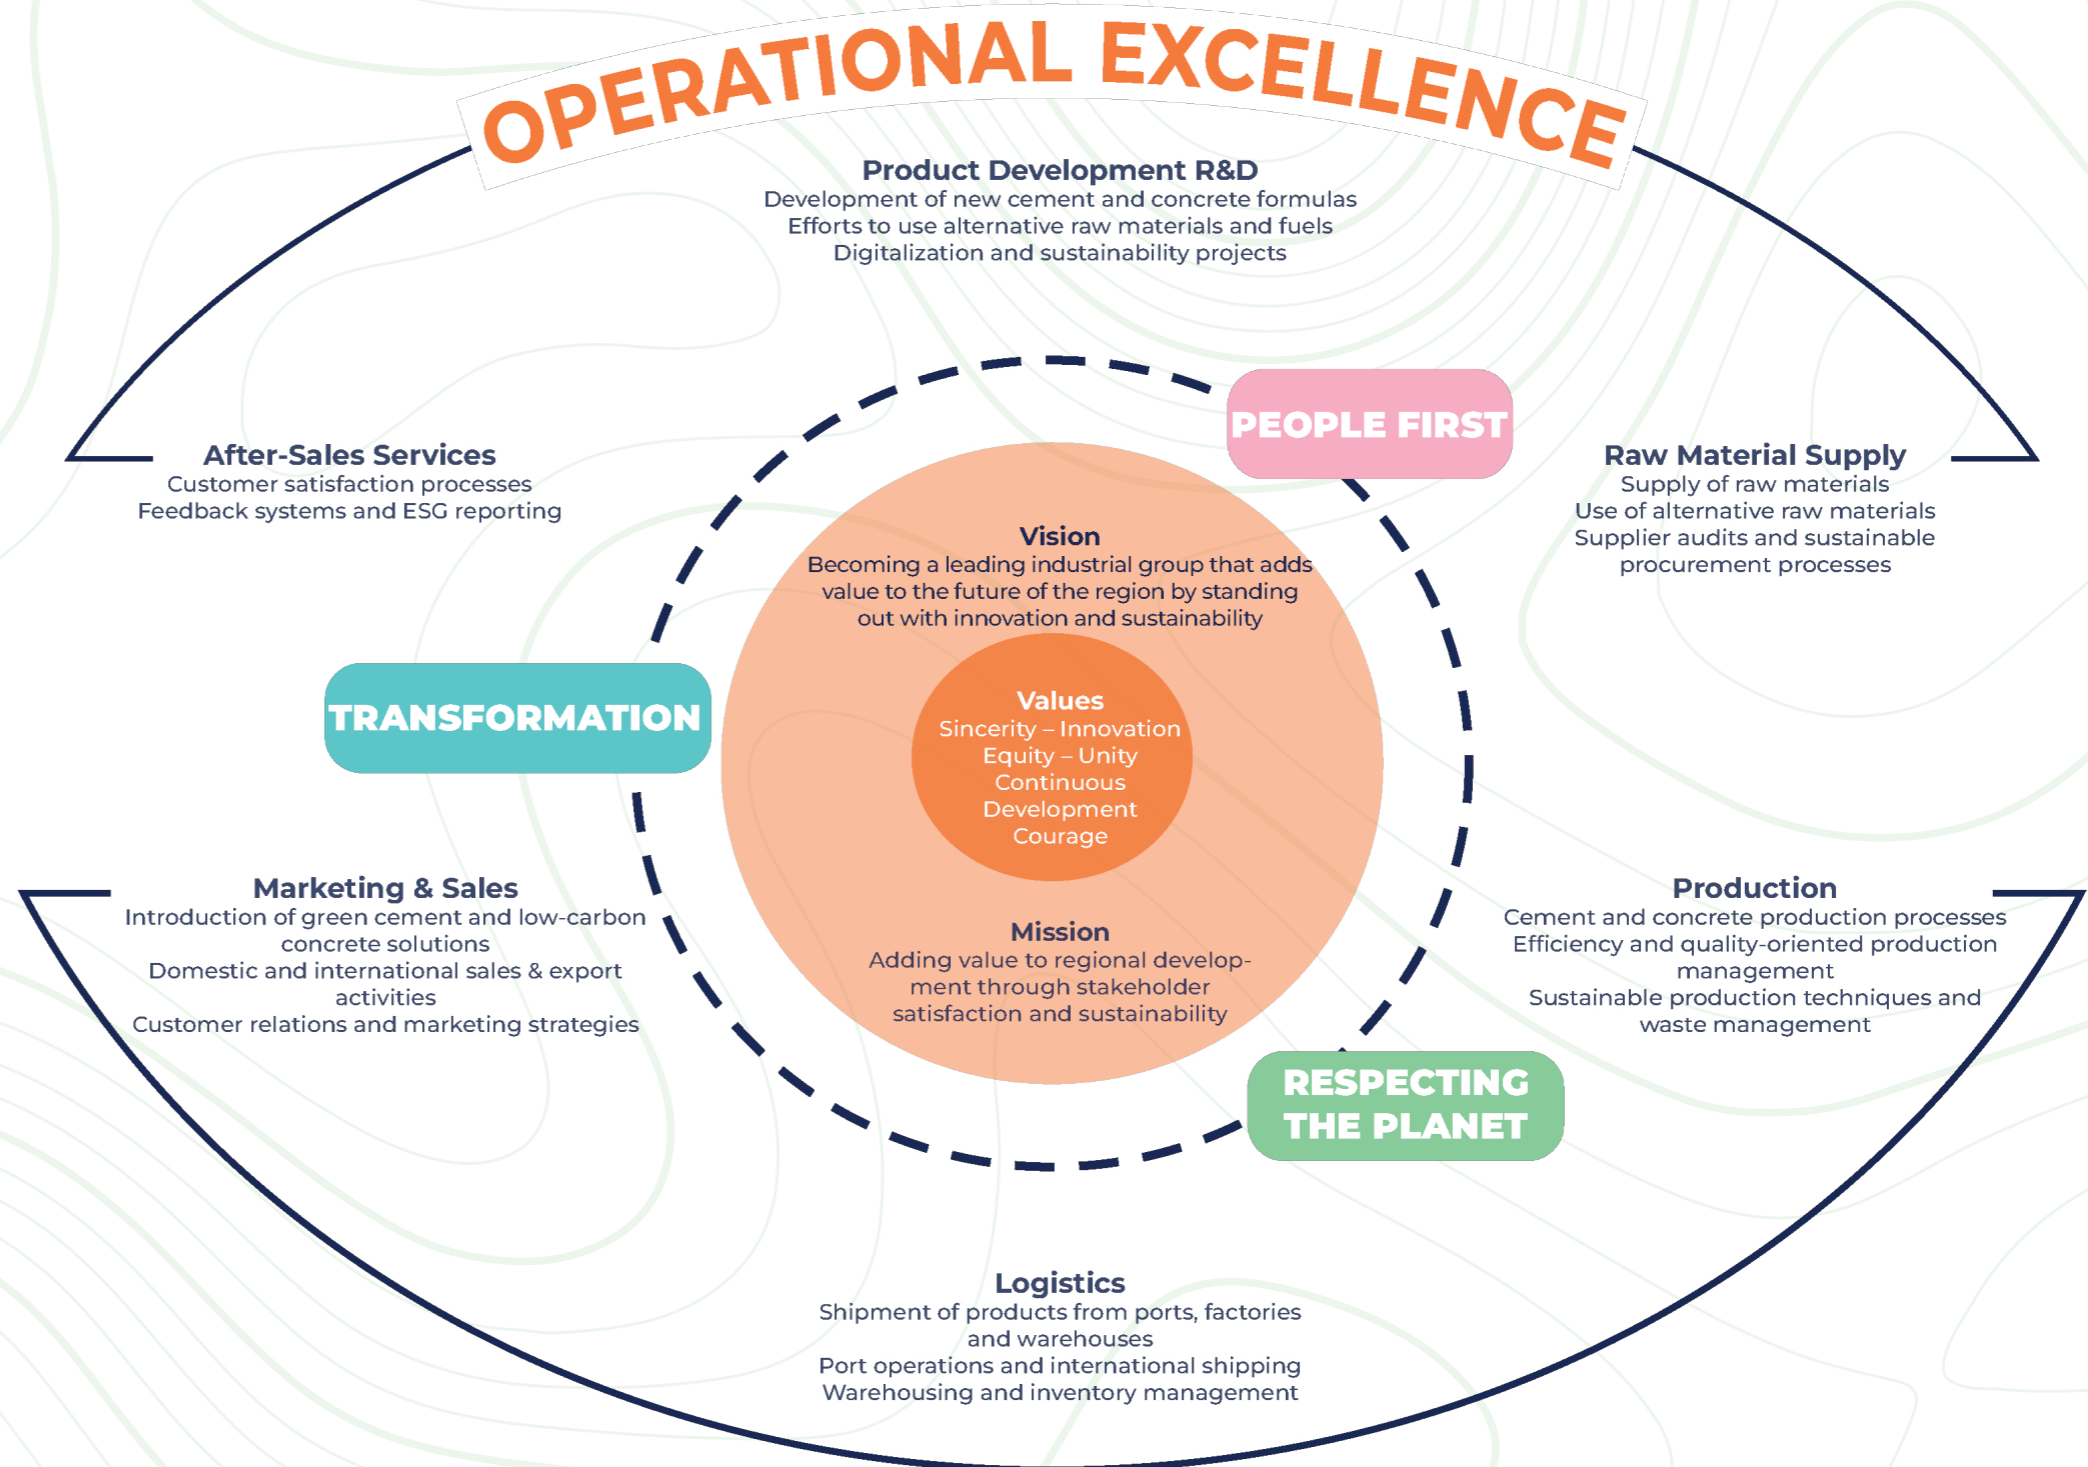 OPERATIONAL EXCELLENCE
Product Development R&D
Development of new cement and concrete formulas
Efforts to use alternative raw materials and fuels
Digitalization and sustainability projects
PEOPLE FIRST
After-Sales Services
Customer satisfaction processes
Feedback systems and ESG reporting
Raw Material Supply
Supply of raw materials
Use of alternative raw materials
Supplier audits and sustainable
procurement processes
Vision
Becoming a leading industrial group that adds
value to the future of the region by standing
out with innovation and sustainability
TRANSFORMATION
Values
Sincerity – Innovation
Equity – Unity
Continuous
Development
Courage
Marketing & Sales
Introduction of green cement and low-carbon
concrete solutions
Domestic and international sales & export
activities
Customer relations and marketing strategies
Mission
Adding value to regional develop-
ment through stakeholder
satisfaction and sustainability
Production
Cement and concrete production processes
Efficiency and quality-oriented production
management
Sustainable production techniques and
waste management
RESPECTING
THE PLANET
Logistics
Shipment of products from ports, factories
and warehouses
Port operations and international shipping
Warehousing and inventory management